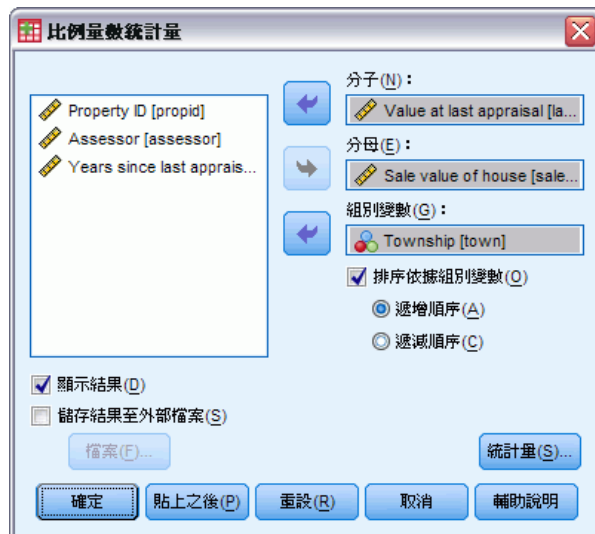 比例量數統計量
Property ID [propid]
Assessor [assessor]
Years since last apprais...
分子(N)：
Value at last appraisal [la...
分母(E)：
Sale value of house [sale...
組別變數(G)：
Township [town]
排序依據組別變數(O)
遞增順序(A)
遞減順序(C)
顯示結果(D)
儲存結果至外部檔案(S)
檔案(F)...
統計量(S)...
確定
貼上之後(P)
重設(R)
取消
輔助說明